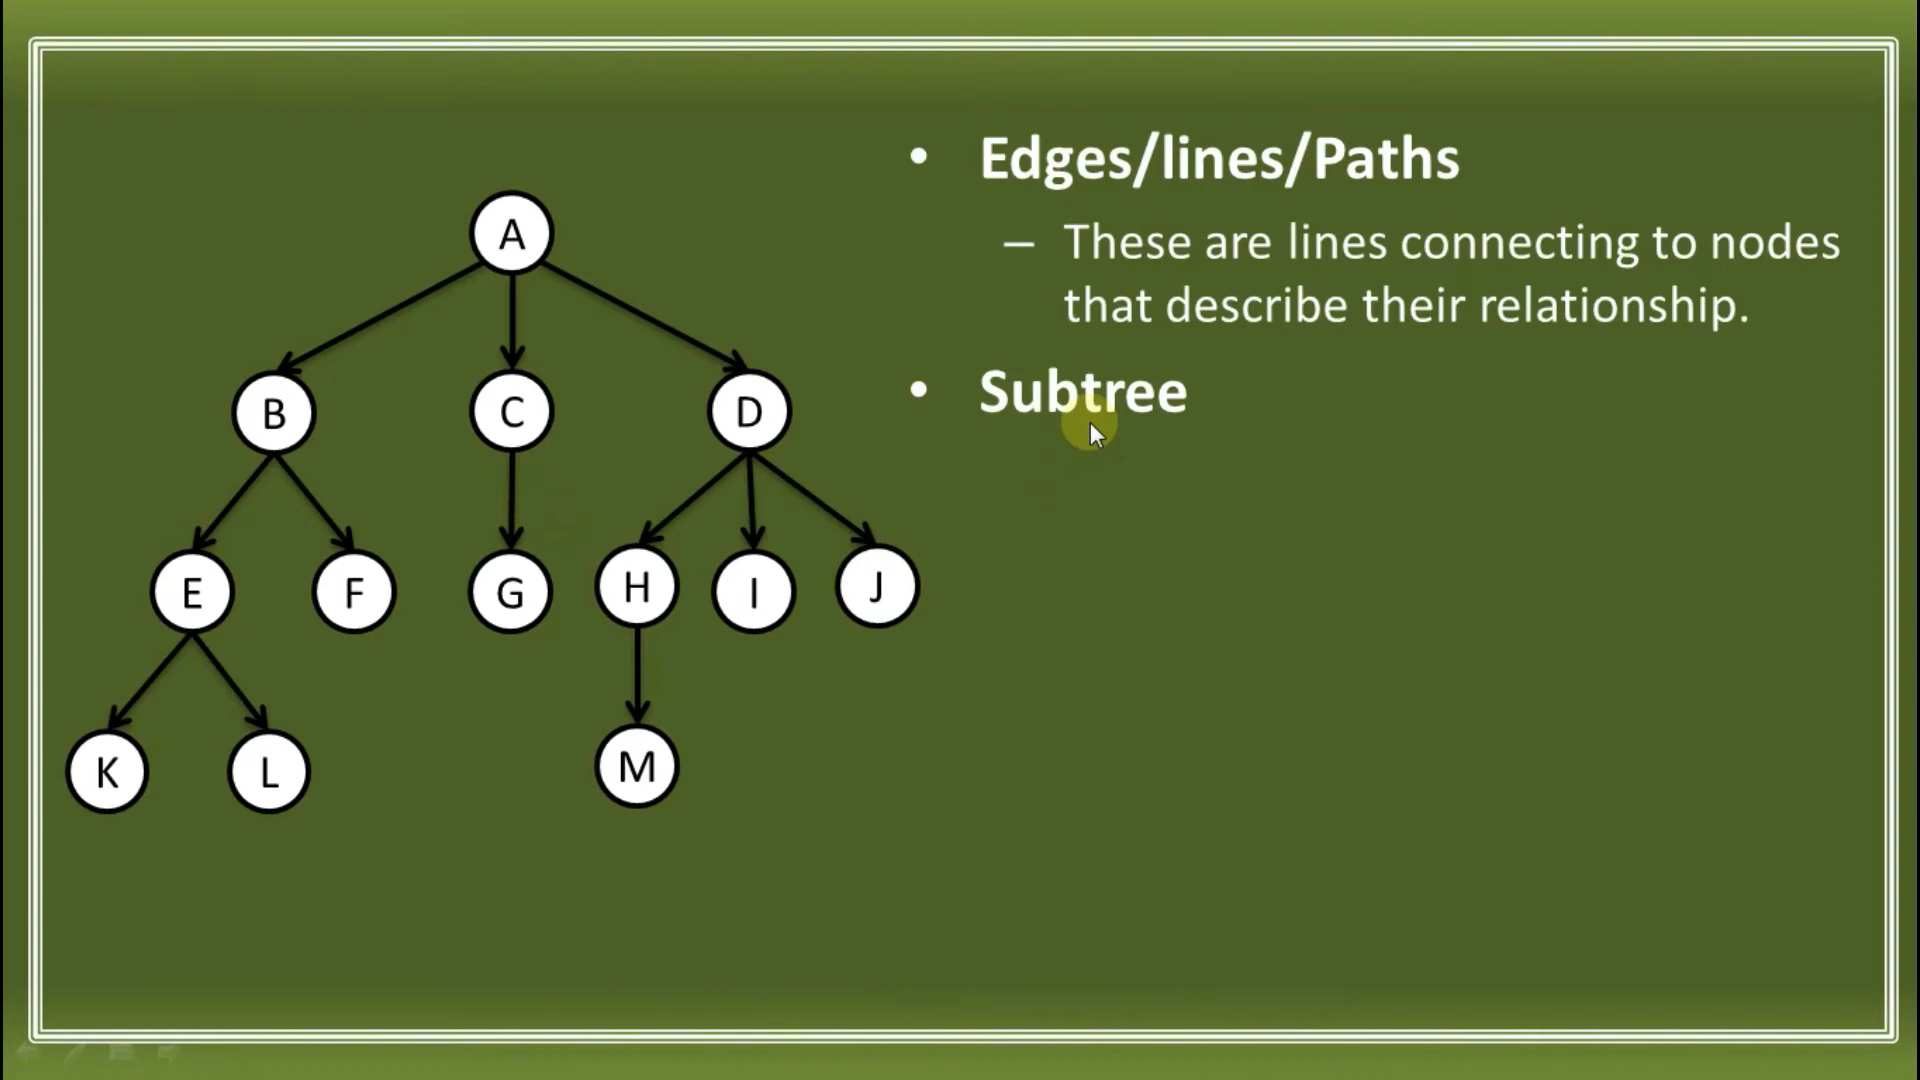 • Edges/lines/Paths
– These are lines connecting to nodes
that describe their relationship.
• Subtree
A
B C D
E F G H I J
K L M